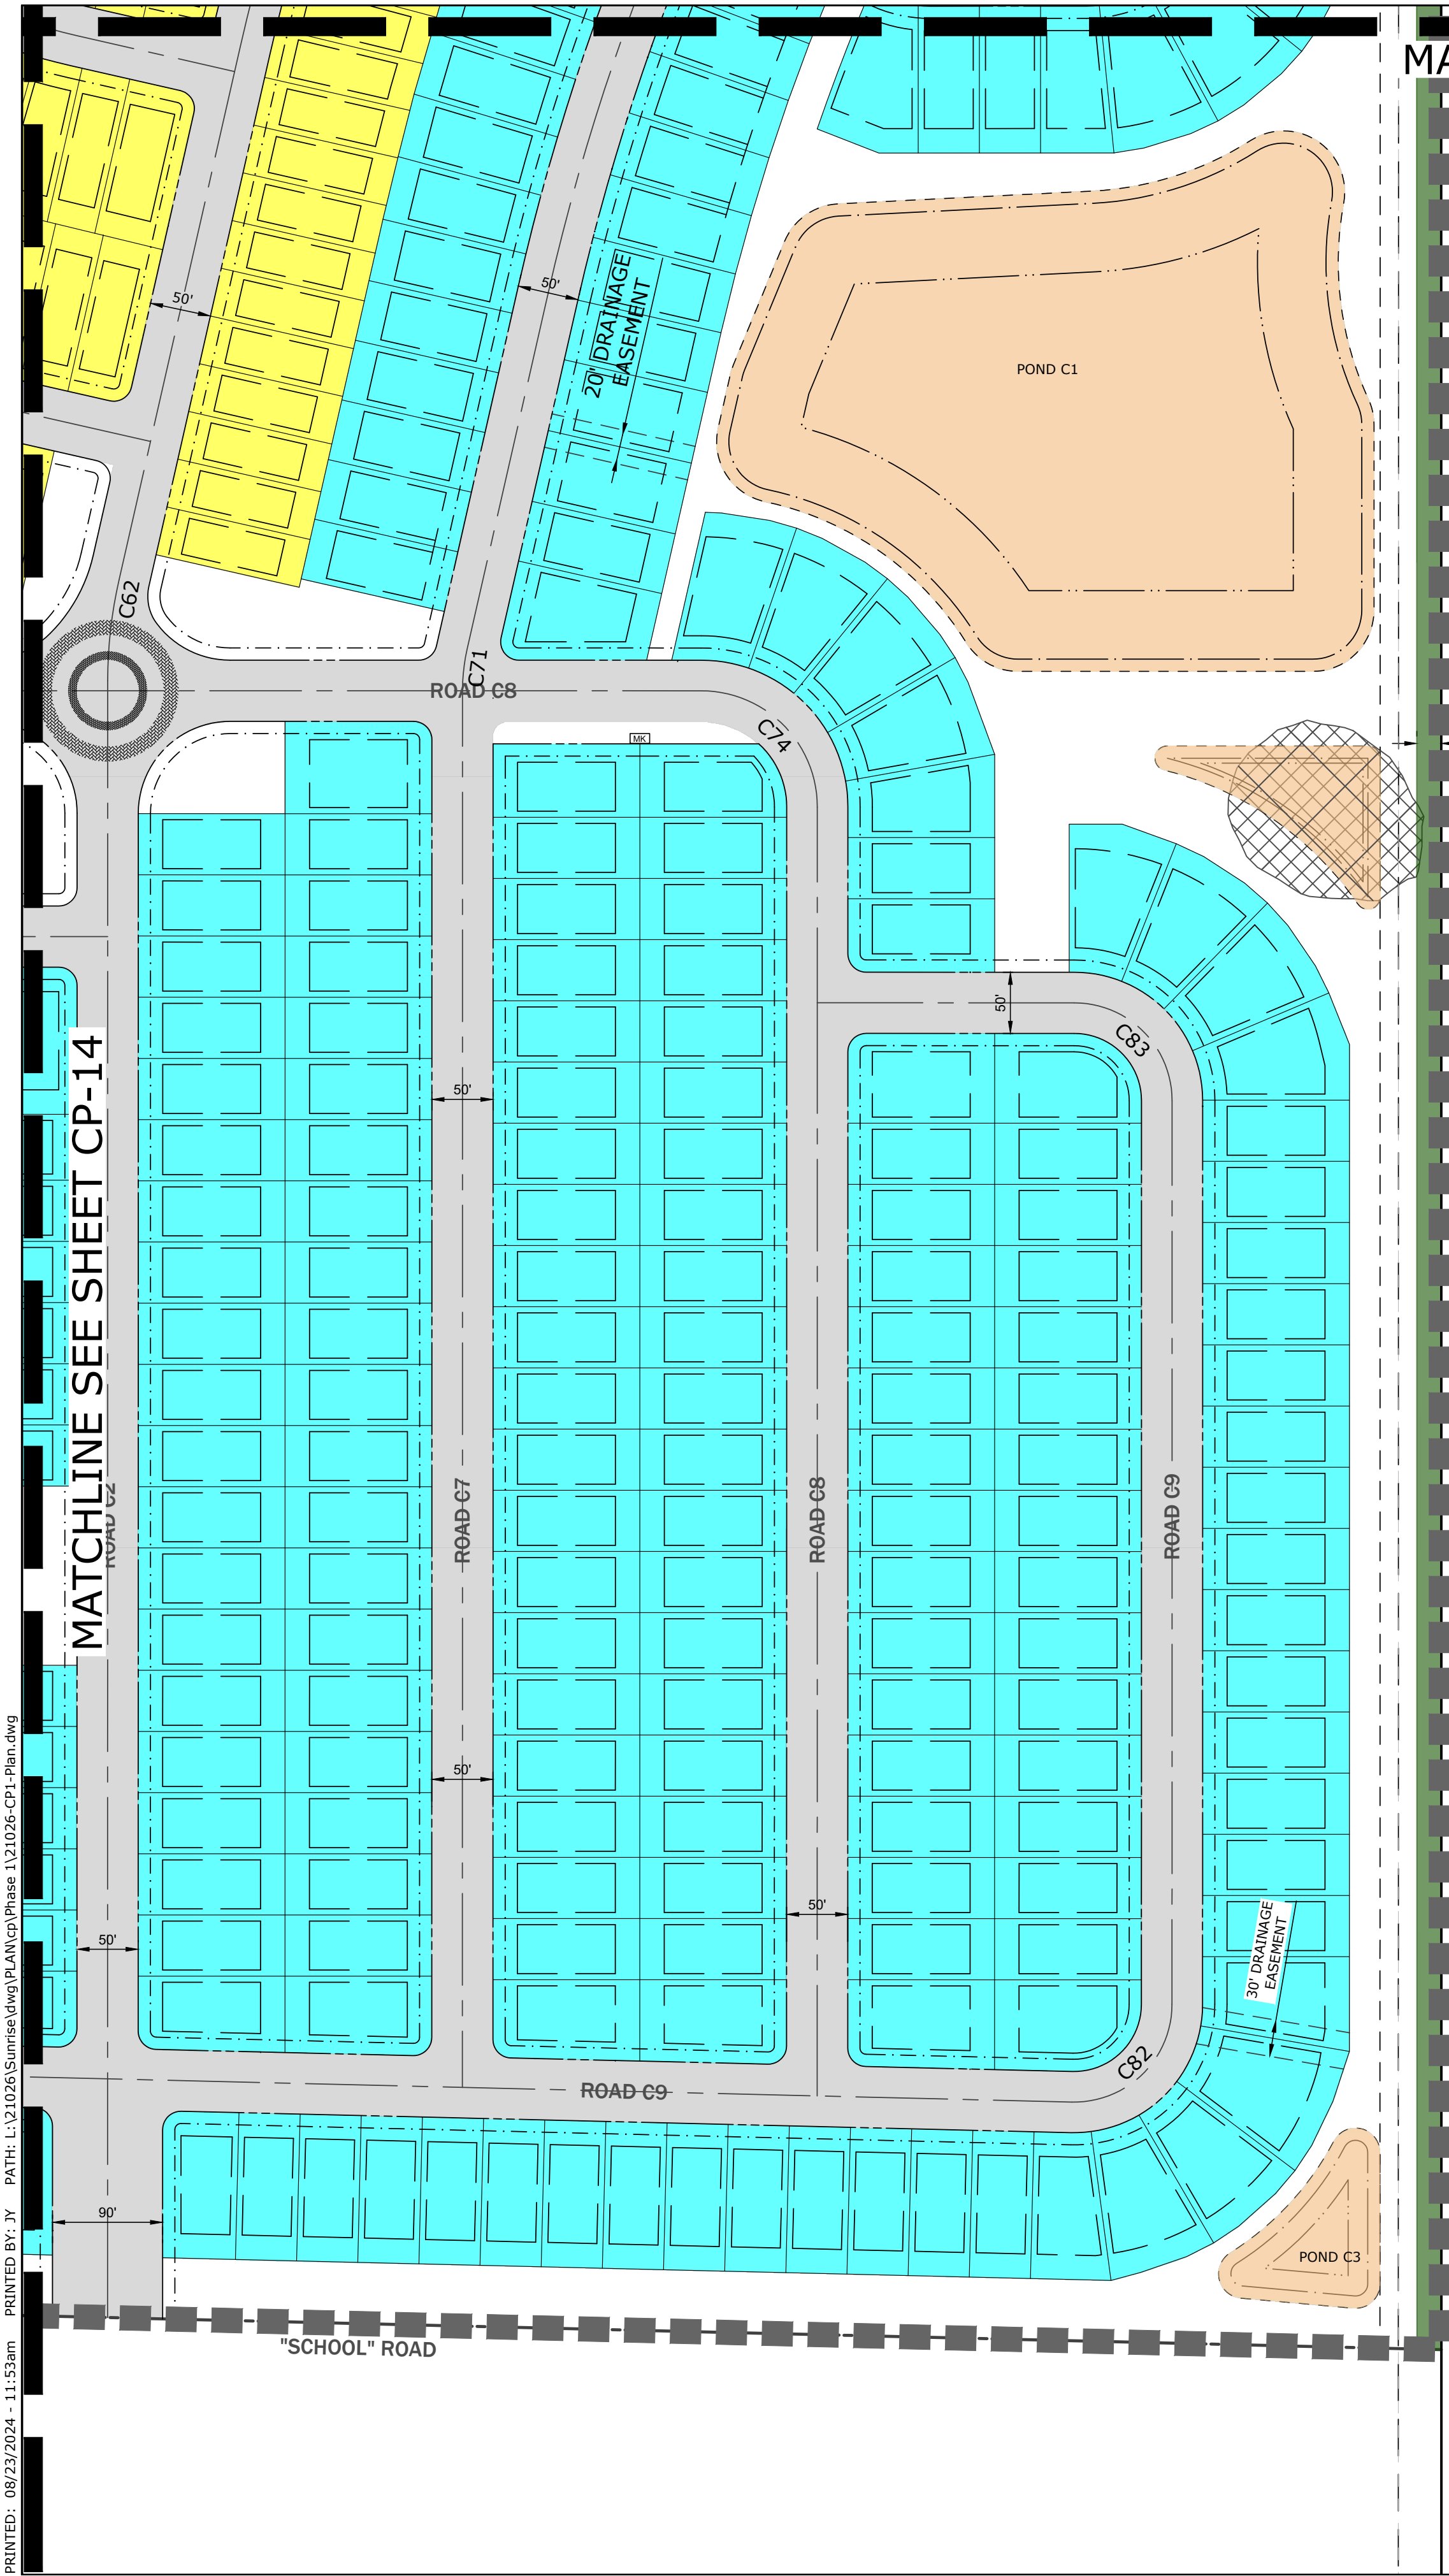 MA
50'
50'
20' DRAINAGE
EASEMENT
POND C1
C62
C71
ROAD C8
C74
MK
50'
C83
50'
MATCHLINE SEE SHEET CP-14
ROAD C2
ROAD C7
ROAD C8
ROAD C9
50'
50'
50'
30' DRAINAGE
EASEMENT
C82
ROAD C9
90'
POND C3
"SCHOOL" ROAD
PRINTED: 08/23/2024 - 11:53am PRINTED BY: JY PATH: L:\21026\Sunrise\dwg\PLAN\cp\Phase 1\21026-CP1-Plan.dwg